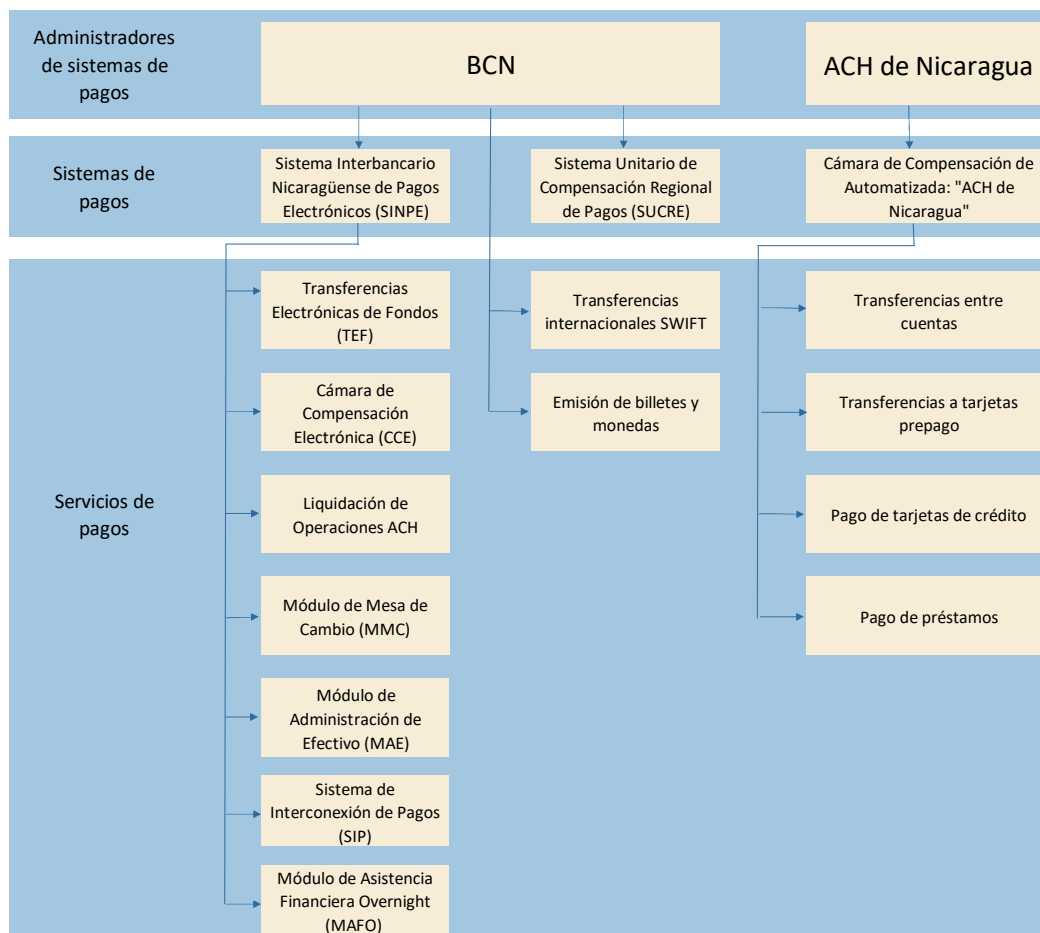 Administradores
de sistemas de
pagos
BCN
ACH de Nicaragua
Sistemas de
pagos
Sistema Interbancario
Nicaragüense de Pagos
Electrónicos (SINPE)
Sistema Unitario de
Compensación Regional
de Pagos (SUCRE)
Cámara de Compensación de
Automatizada: "ACH de
Nicaragua"
Servicios de
pagos
Transferencias
Electrónicas de Fondos
(TEF)
Cámara de
Compensación
Electrónica (CCE)
Liquidación de
Operaciones ACH
Módulo de Mesa de
Cambio (MMC)
Módulo de
Administración de
Efectivo (MAE)
Sistema de
Interconexión de Pagos
(SIP)
Módulo de Asistencia
Financiera Overnight
(MAFO)
Transferencias
internacionales SWIFT
Emisión de billetes y
monedas
Transferencias entre
cuentas
Transferencias a tarjetas
prepago
Pago de tarjetas de crédito
Pago de préstamos